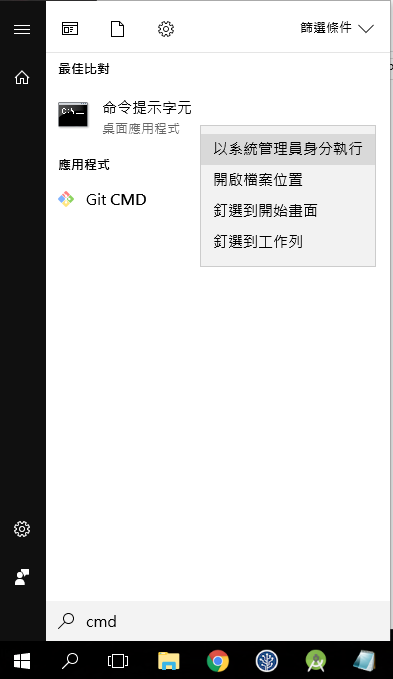 篩選條件
最佳比對
命令提示字元
桌面應用程式
以系統管理員身分執行
開啟檔案位置
釘選到開始畫面
釘選到工作列
應用程式
Git CMD
cmd